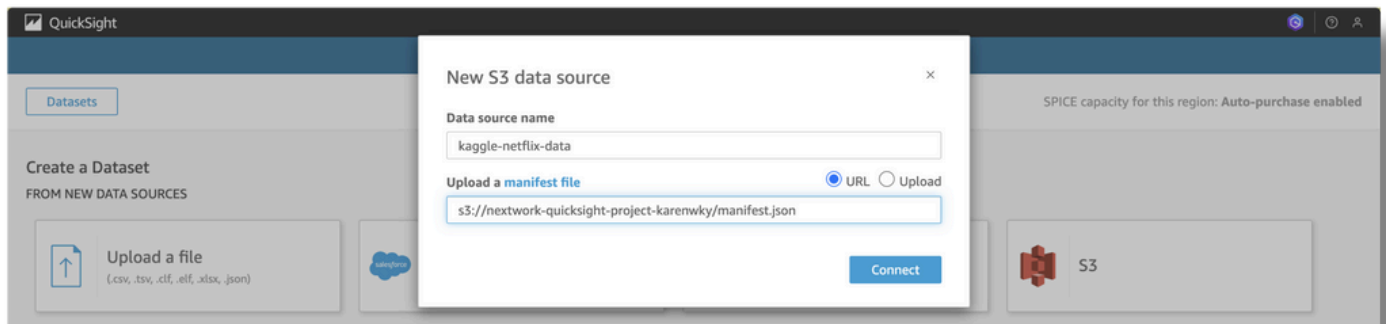 QuickSight
New S3 data source
×
Datasets
SPICE capacity for this region: Auto-purchase enabled
Data source name
kaggle-netflix-data
Create a Dataset
Upload a manifest file
URL
Upload
FROM NEW DATA SOURCES
s3://nextwork-quicksight-project-karenwky/manifest.json
Upload a file
(.csv, .tsv, .clf, .elf, .xlsx, .json)
salesforce
Connect
S3